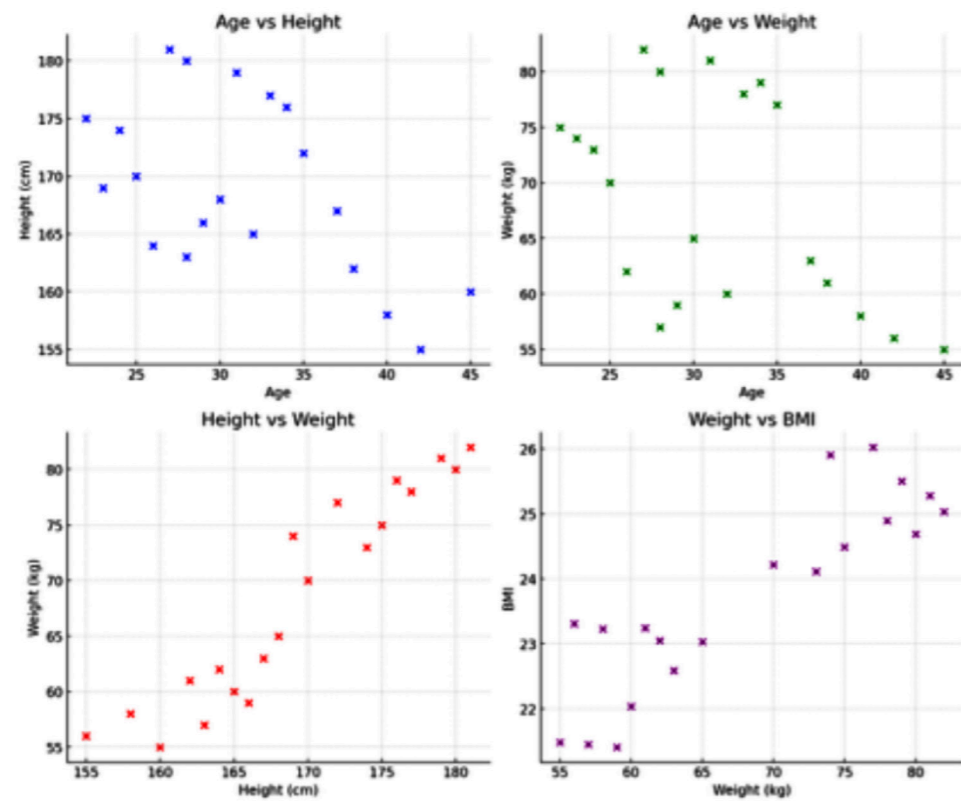 Age vs Height
180
175
170
165
160
155
Height (cm)
25 30 35 40 45
Age
Age vs Weight
80
75
70
65
60
55
Weight (kg)
25 30 35 40 45
Age
Height vs Weight
80
75
70
65
60
55
Weight (kg)
155 160 165 170 175 180
Height (cm)
Weight vs BMI
26
25
24
23
22
BMI
55 60 65 70 75 80
Weight (kg)